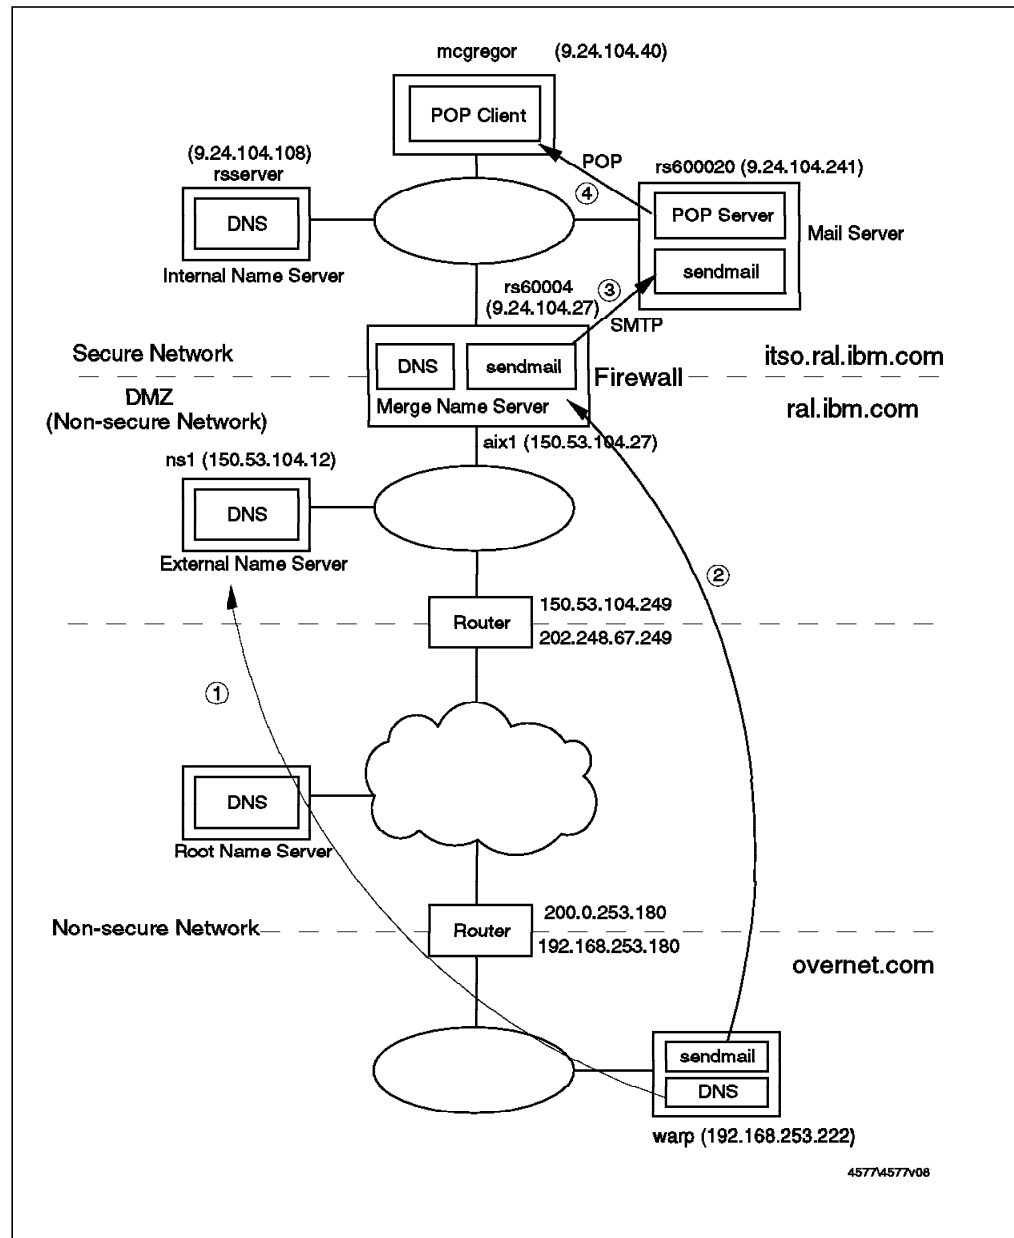 mcgregor (9.24.104.40)
POP Client
(9.24.104.108)
rsserver
POP
rs600020 (9.24.104.241)
④
DNS
POP Server
Mail Server
Internal Name Server
sendmail
rs60004
(9.24.104.27)
③
SMTP
Secure Network
DNS
sendmail
Firewall
itso.ral.ibm.com
DMZ
(Non-secure Network)
Merge Name Server
ral.ibm.com
aix1 (150.53.104.27)
ns1 (150.53.104.12)
DNS
External Name Server
②
150.53.104.249
Router
202.248.67.249
①
DNS
Root Name Server
200.0.253.180
Non-secure Network
Router
192.168.253.180
overnet.com
sendmail
DNS
warp (192.168.253.222)
4577\4577v08